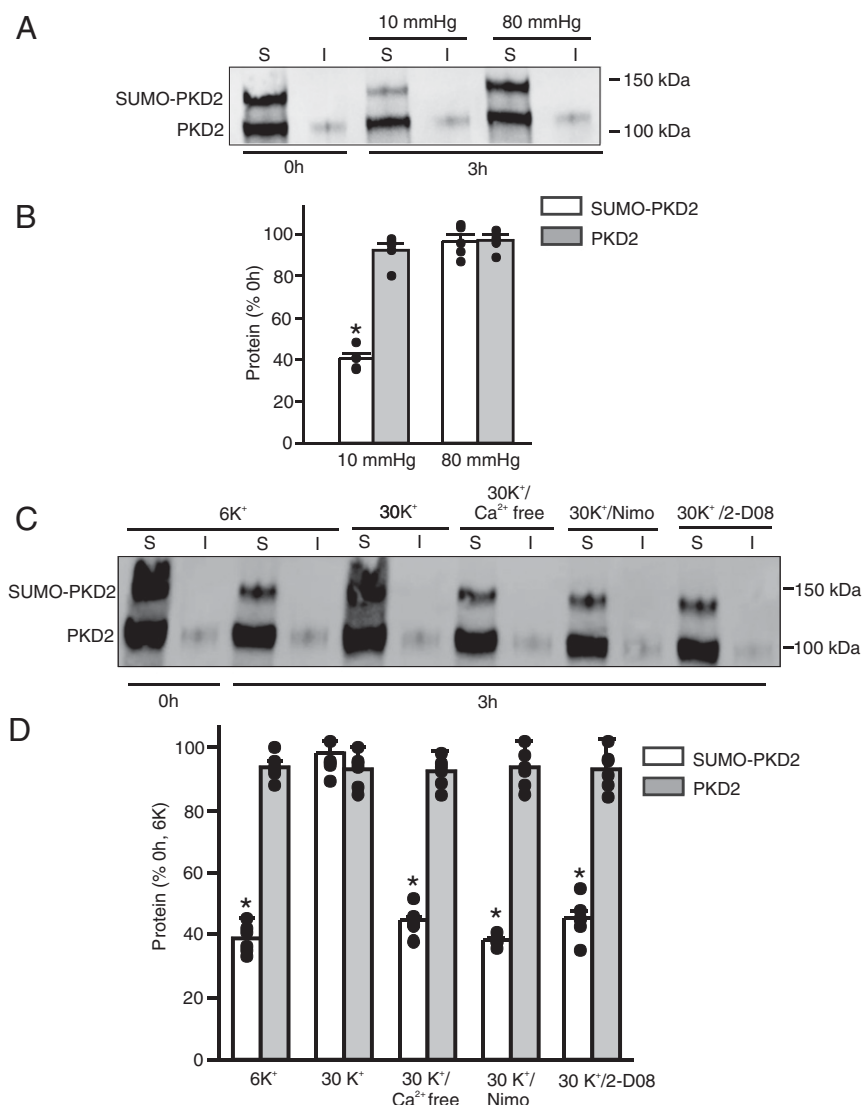 A
10 mmHg 80 mmHg
S I S I S I
150 kDa
SUMO-PKD2
PKD2
100 kDa
0h 3h
B
SUMO-PKD2
PKD2
Protein (% 0h)
100
80
60
40
20
0
*
10 mmHg 80 mmHg
C
6K⁺ 30K⁺ 30K⁺/ Ca²⁺ free 30K⁺/Nimo 30K⁺ /2-D08
S I S I S I S I S I S I
SUMO-PKD2
150 kDa
PKD2
100 kDa
0h 3h
D
SUMO-PKD2
PKD2
Protein (% 0h, 6K)
100
80
60
40
20
0
* * * *
6K⁺ 30 K⁺ 30 K⁺/ 30 K⁺/ 30 K⁺/2-D08
Ca²⁺ free Nimo